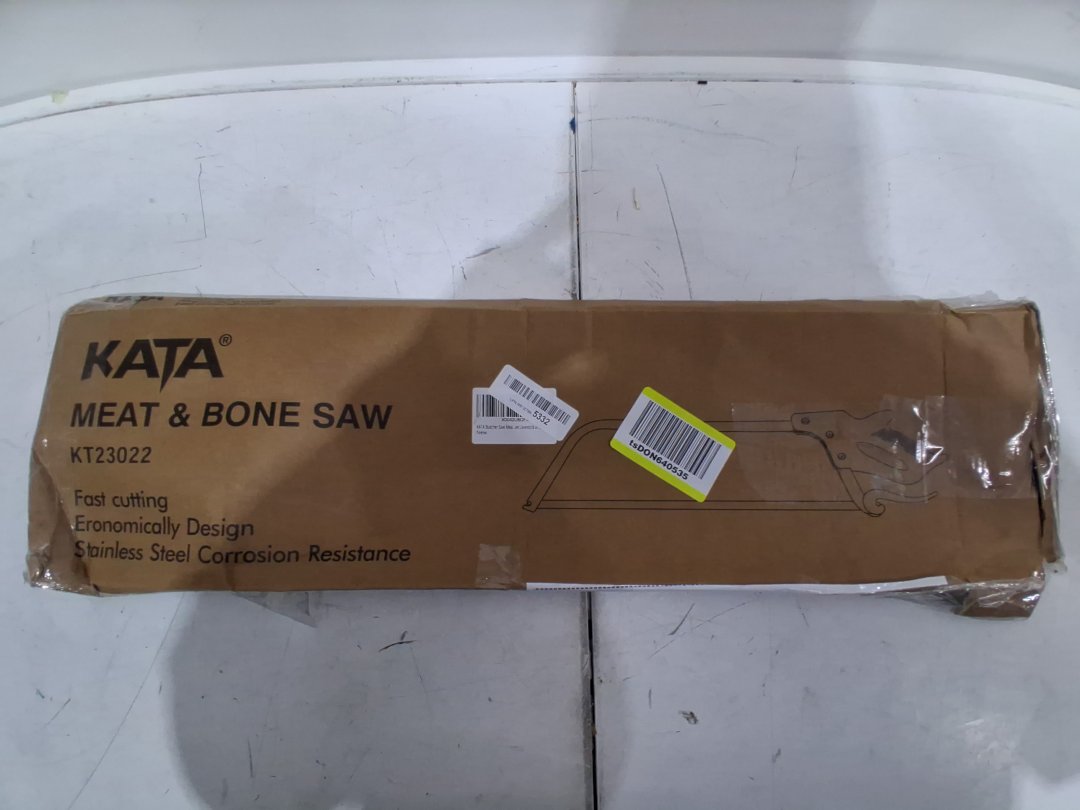 KATA®
MEAT & BONE SAW
KT23022
Fast cutting
Eronomically Design
Stainless Steel Corrosion Resistance
5332
tsDON640535